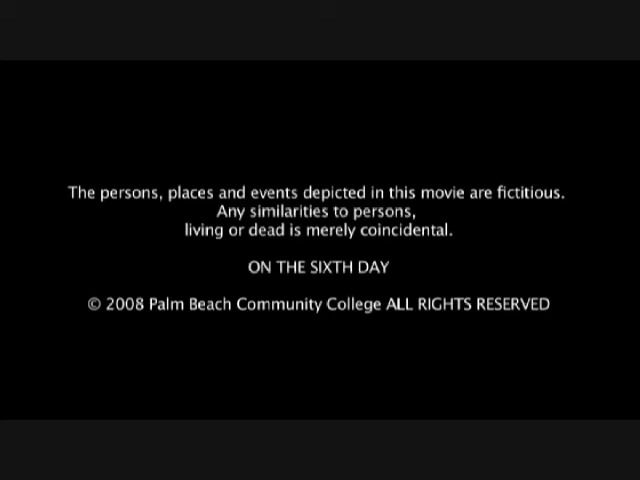 The persons, places and events depicted in this movie are fictitious.
Any similarities to persons,
living or dead is merely coincidental.
ON THE SIXTH DAY
© 2008 Palm Beach Community College ALL RIGHTS RESERVED